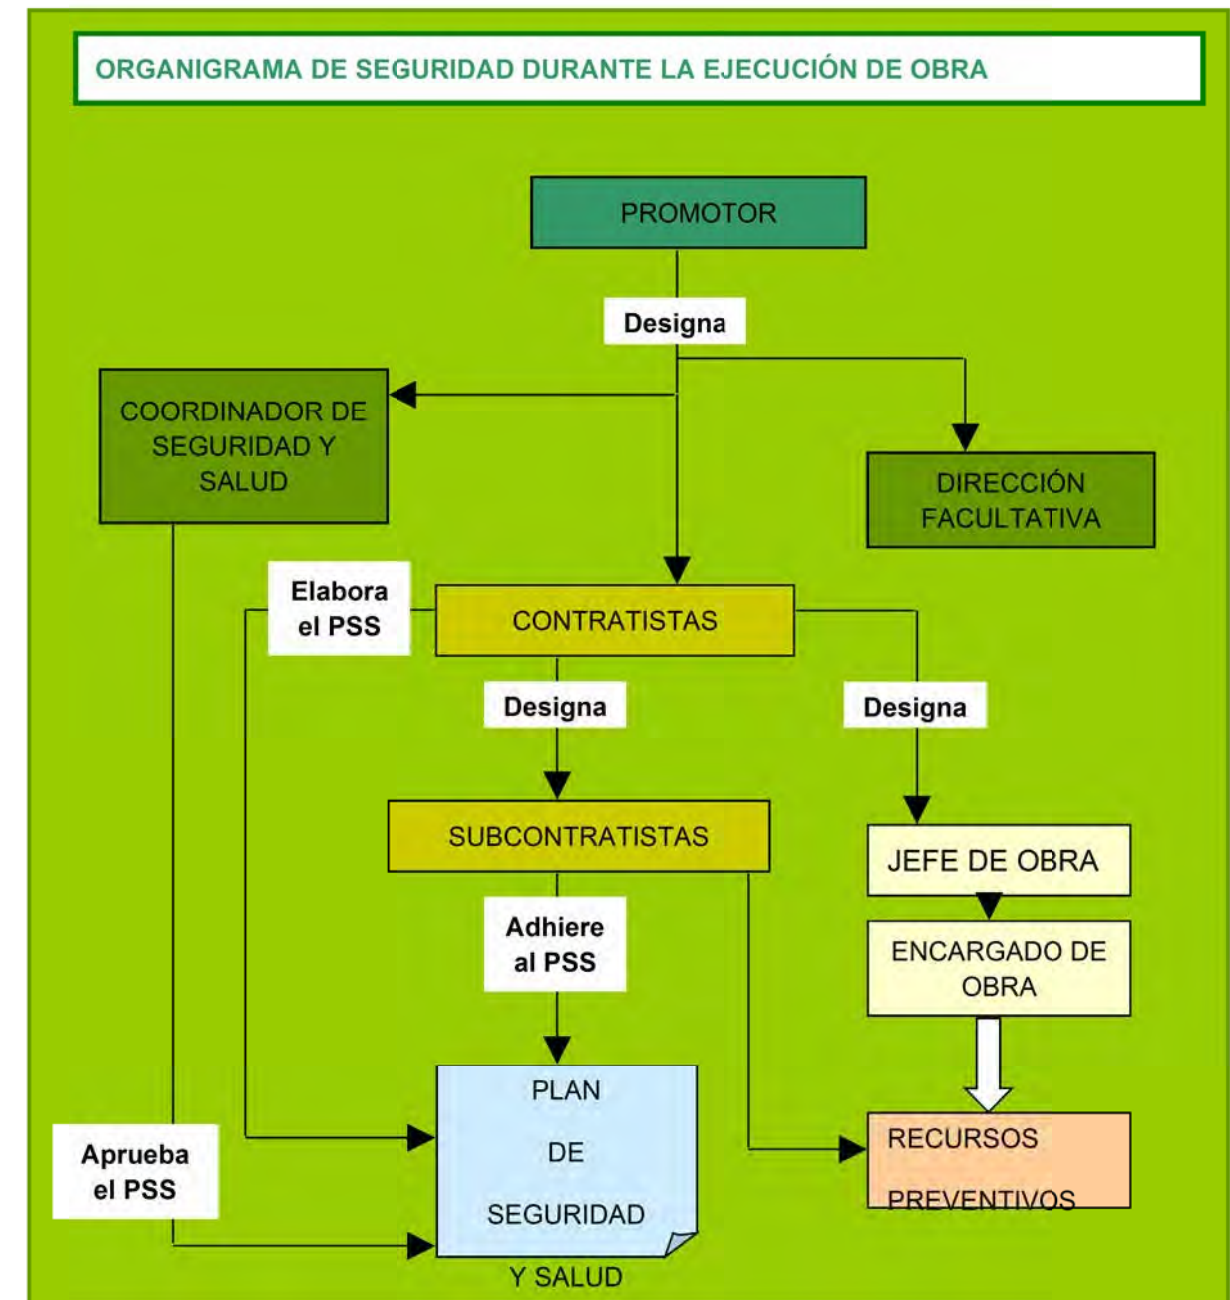 ORGANIGRAMA DE SEGURIDAD DURANTE LA EJECUCIÓN DE OBRA
PROMOTOR
Designa
COORDINADOR DE
SEGURIDAD Y
SALUD
DIRECCIÓN
FACULTATIVA
Elabora
el PSS
CONTRATISTAS
Designa
Designa
SUBCONTRATISTAS
JEFE DE OBRA
Adhiere
al PSS
ENCARGADO DE
OBRA
PLAN
DE
SEGURIDAD
Y SALUD
RECURSOS
PREVENTIVOS
Aprueba
el PSS